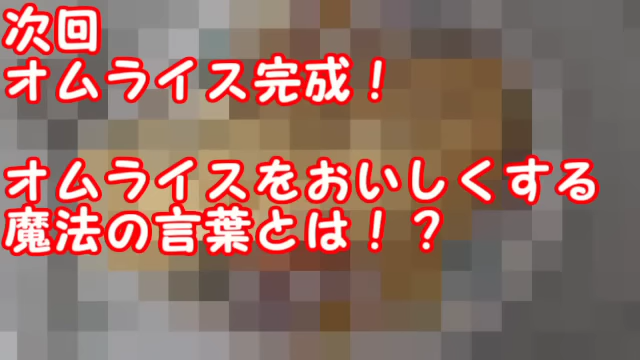 次回
オムライス完成！
オムライスをおいしくする
魔法の言葉とは！？